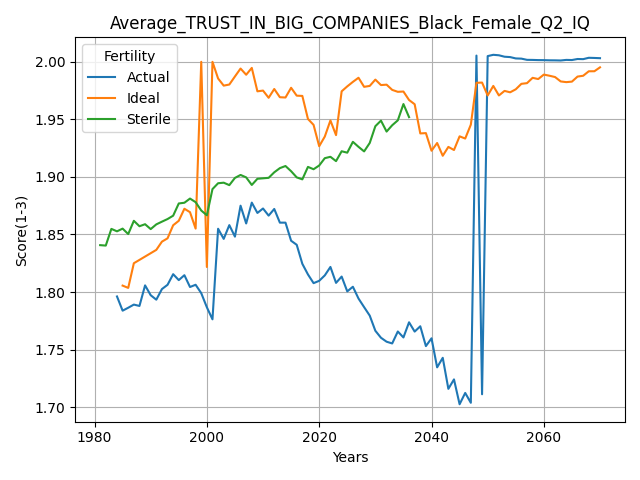 Average_TRUST_IN_BIG_COMPANIES_Black_Female_Q2_IQ
Fertility
Actual
Ideal
Sterile
Score(1-3)
2.00
1.95
1.90
1.85
1.80
1.75
1.70
1980
2000
2020
2040
2060
Years